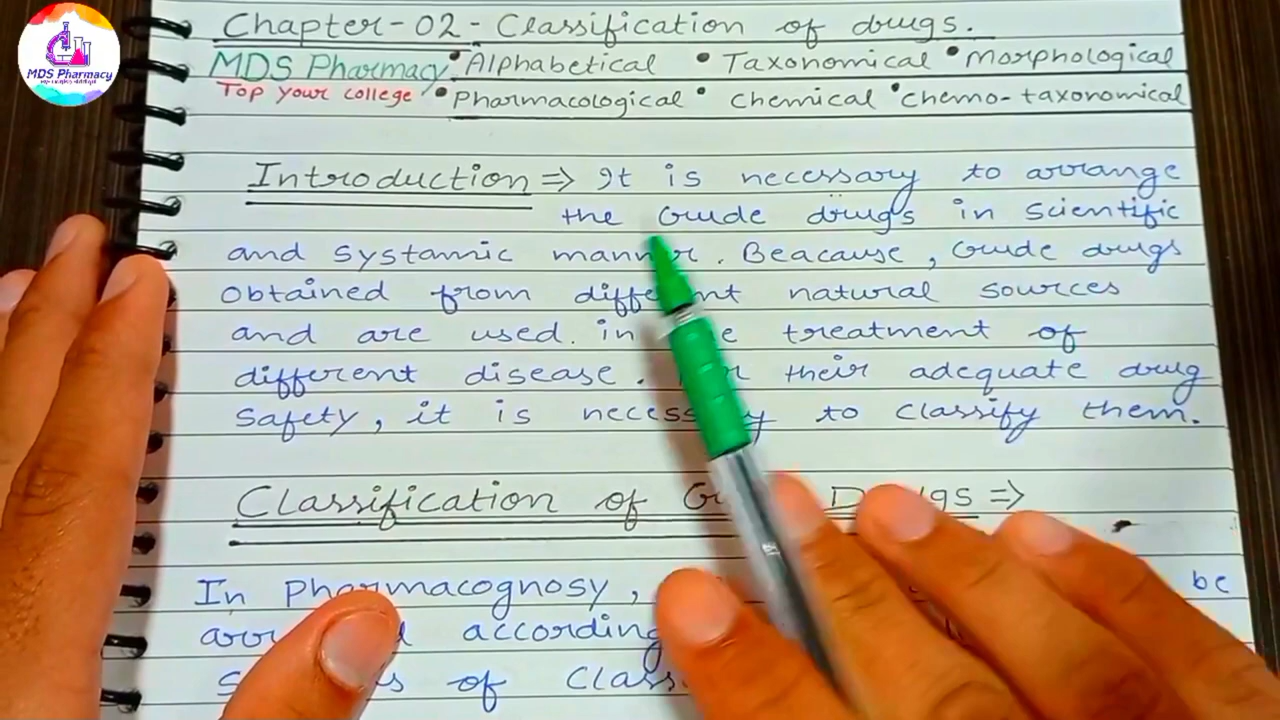 MDS Pharmacy
Chapter-02 - Classification of drugs.
MDS Pharmacy • Alphabetical • Taxonomical • Morphological
Top your college • Pharmacological • Chemical • Chemo-taxonomical
Introduction ⇒ It is necessary to arrange
the Crude drugs in Scientific
and Systamic manner. Beacause, Crude drugs
Obtained from different natural sources
and are used in treatment of
different disease. their adequate drug
Safety, it is necessary to classify them.
Classification of Drugs ⇒
In Pharmacognosy, be
according
of